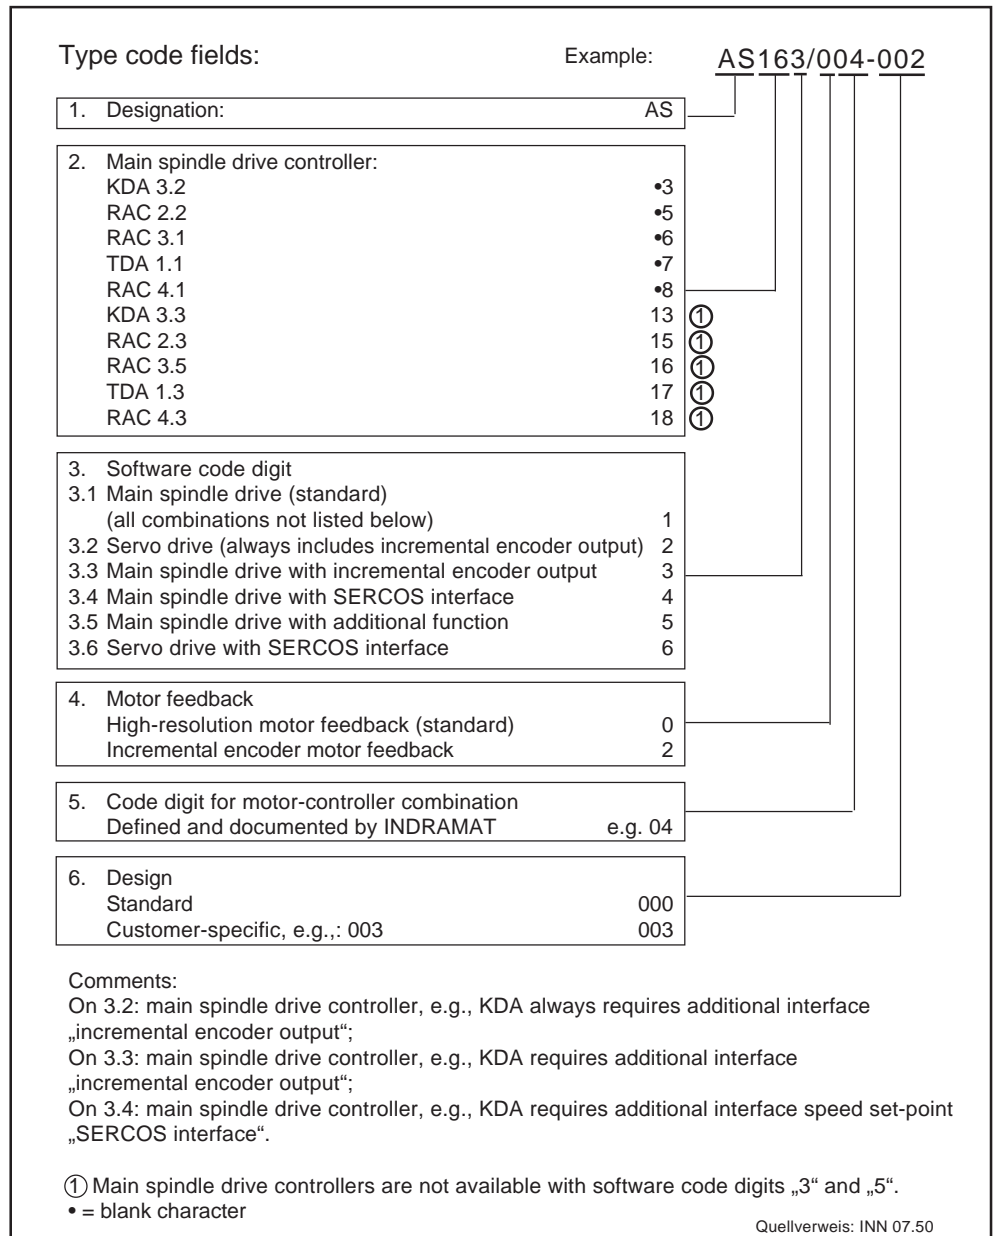 Type code fields: Example: AS163/004-002
1. Designation: AS
2. Main spindle drive controller:
KDA 3.2 •3
RAC 2.2 •5
RAC 3.1 •6
TDA 1.1 •7
RAC 4.1 •8
KDA 3.3 13 ①
RAC 2.3 15 ①
RAC 3.5 16 ①
TDA 1.3 17 ①
RAC 4.3 18 ①
3. Software code digit
3.1 Main spindle drive (standard)
(all combinations not listed below) 1
3.2 Servo drive (always includes incremental encoder output) 2
3.3 Main spindle drive with incremental encoder output 3
3.4 Main spindle drive with SERCOS interface 4
3.5 Main spindle drive with additional function 5
3.6 Servo drive with SERCOS interface 6
4. Motor feedback
High-resolution motor feedback (standard) 0
Incremental encoder motor feedback 2
5. Code digit for motor-controller combination
Defined and documented by INDRAMAT e.g. 04
6. Design
Standard 000
Customer-specific, e.g.,: 003 003
Comments:
On 3.2: main spindle drive controller, e.g., KDA always requires additional interface
„incremental encoder output“;
On 3.3: main spindle drive controller, e.g., KDA requires additional interface
„incremental encoder output“;
On 3.4: main spindle drive controller, e.g., KDA requires additional interface speed set-point
„SERCOS interface“.
① Main spindle drive controllers are not available with software code digits „3“ and „5“.
• = blank character
Quellverweis: INN 07.50